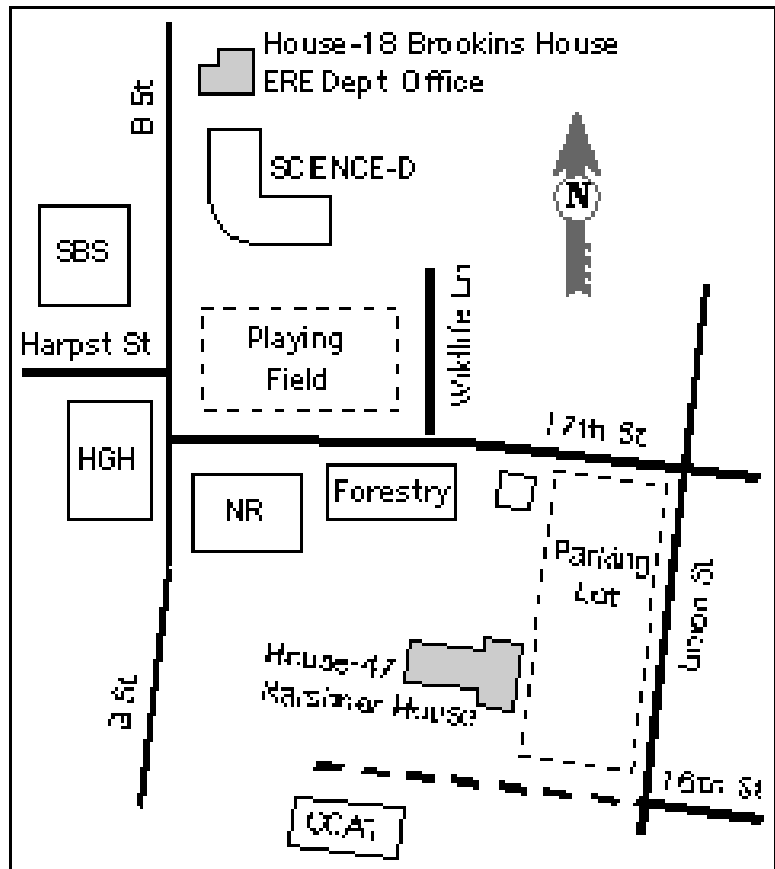 House-18 Brookins House
ERE Dept Office
B St
SCIENCE-D
N
SBS
Wildlife Ln
Harpst St
Playing
Field
17th St
HGH
NR
Forestry
Parking
Lot
Union St
House-47
House
B St
16th St
CCAT